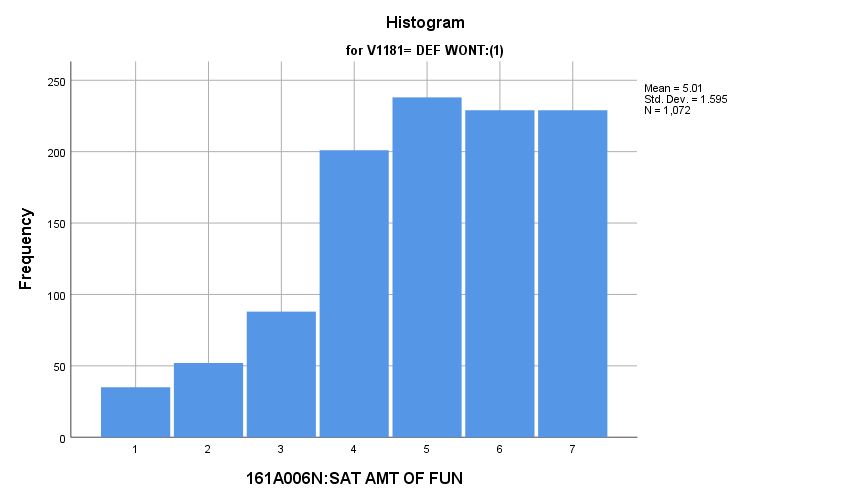 Histogram
for V1181= DEF WONT:(1)
Mean = 5.01
Std. Dev. = 1.595
N = 1,072
250
200
150
100
50
0
Frequency
1 2 3 4 5 6 7
161A006N:SAT AMT OF FUN